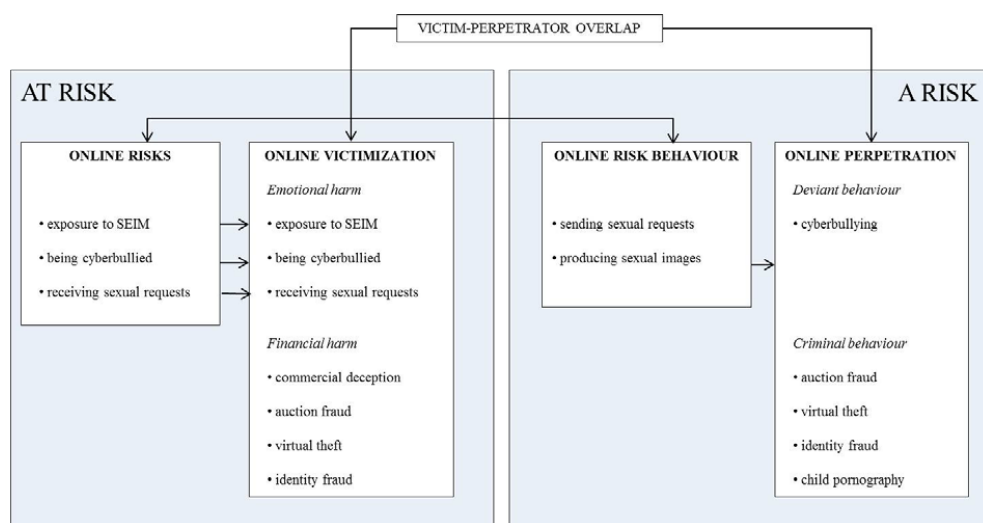 VICTIM-PERPETRATOR OVERLAP
AT RISK
ONLINE RISKS
• exposure to SEIM
• being cyberbullied
• receiving sexual requests
ONLINE VICTIMIZATION
Emotional harm
• exposure to SEIM
• being cyberbullied
• receiving sexual requests
Financial harm
• commercial deception
• auction fraud
• virtual theft
• identity fraud
A RISK
ONLINE RISK BEHAVIOUR
• sending sexual requests
• producing sexual images
ONLINE PERPETRATION
Deviant behaviour
• cyberbullying
Criminal behaviour
• auction fraud
• virtual theft
• identity fraud
• child pornography